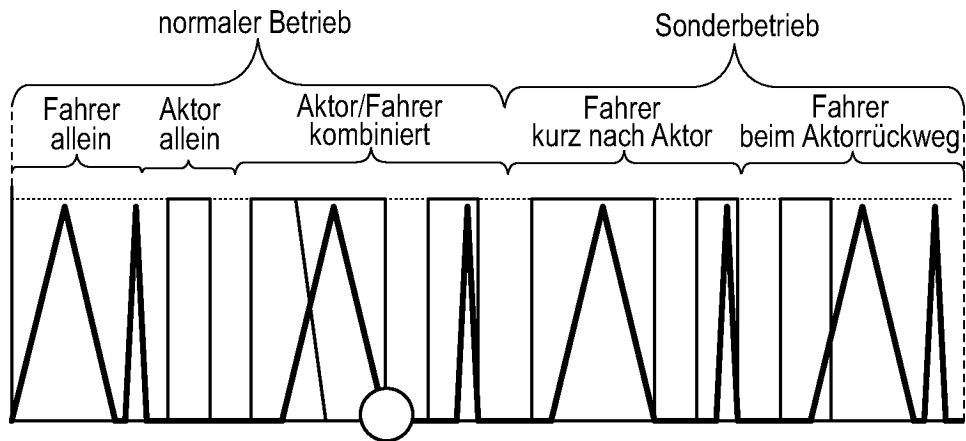 normaler Betrieb
Sonderbetrieb
Fahrer
allein
Aktor
allein
Aktor/Fahrer
kombiniert
Fahrer
kurz nach Aktor
Fahrer
beim Aktorrückweg